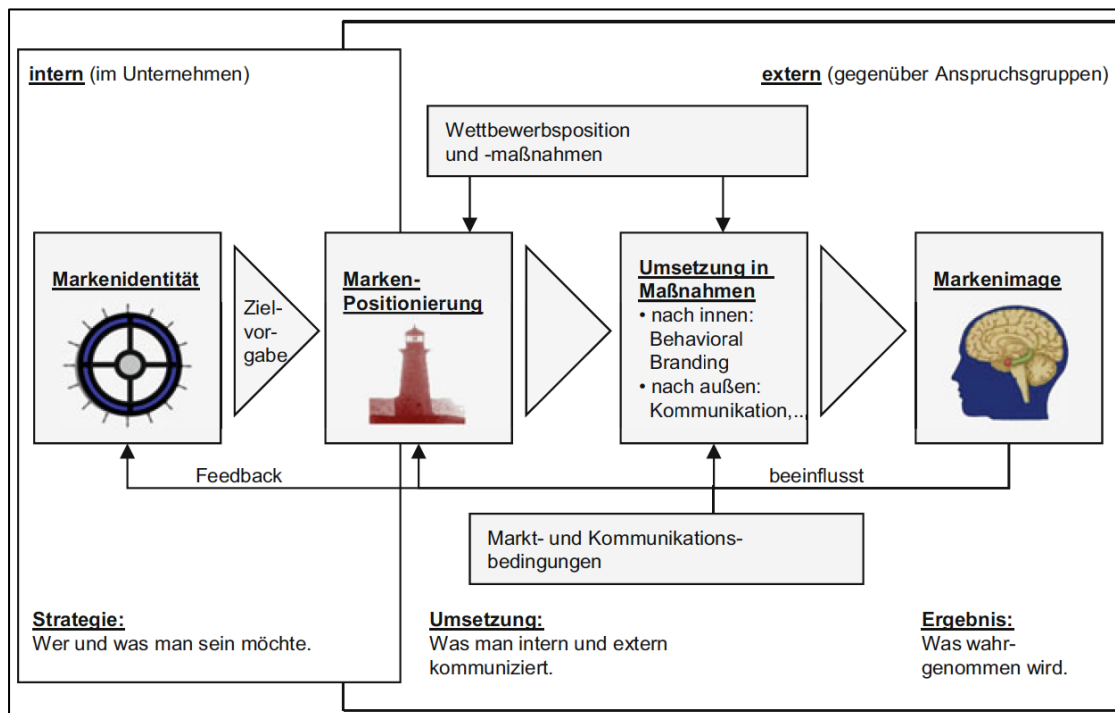 intern (im Unternehmen)
extern (gegenüber Anspruchsgruppen)
Wettbewerbsposition
und -maßnahmen
Markenidentität
Ziel-
vor-
gabe
Marken-
Positionierung
Umsetzung in
Maßnahmen
• nach innen:
Behavioral
Branding
• nach außen:
Kommunikation,..,
Markenimage
Feedback
beeinflusst
Markt- und Kommunikations-
bedingungen
Strategie:
Wer und was man sein möchte.
Umsetzung:
Was man intern und extern
kommuniziert.
Ergebnis:
Was wahr-
genommen wird.